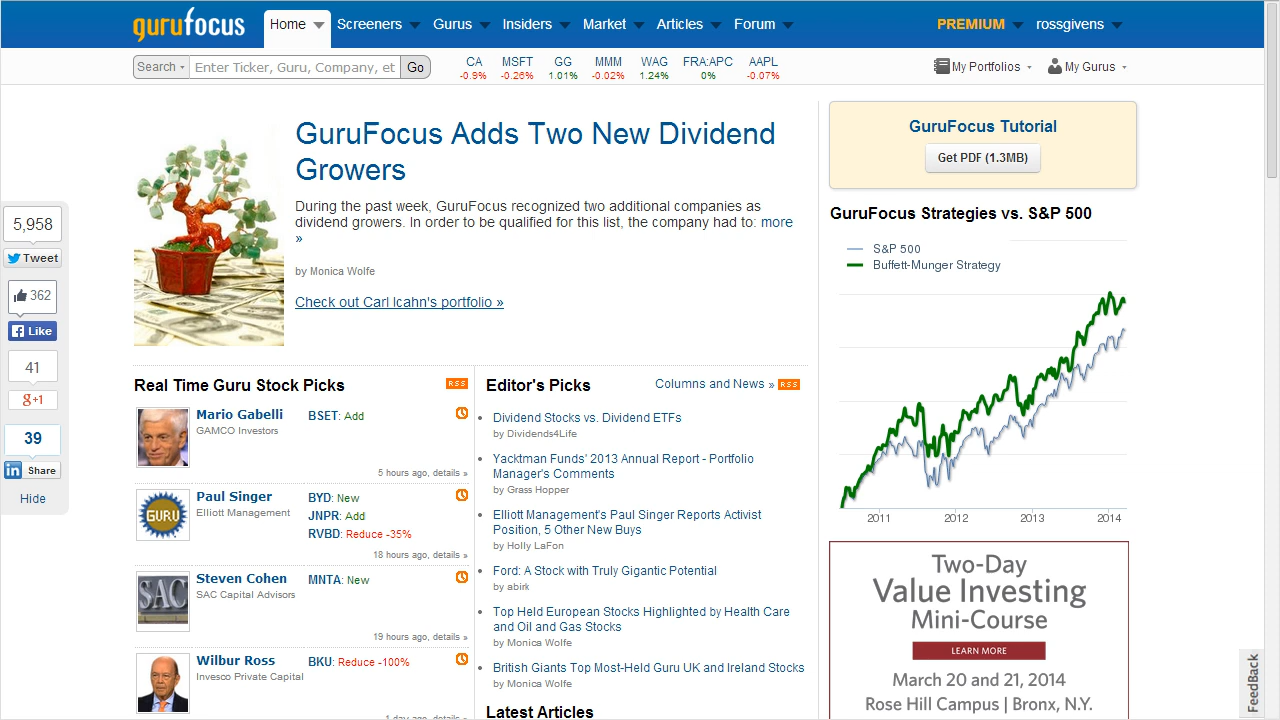 gurufocus
Home Screeners Gurus Insiders Market Articles Forum PREMIUM rossgivens
Search Enter Ticker, Guru, Company, et Go
CA MSFT GG MMM WAG FRA:APC AAPL
-0.9% -0.26% 1.01% -0.02% 1.24% 0% -0.07%
My Portfolios My Gurus
5,958
Tweet
362
Like
41
g+1
39
in Share
Hide
GuruFocus Adds Two New Dividend
Growers
During the past week, GuruFocus recognized two additional companies as
dividend growers. In order to be qualified for this list, the company had to: more
»
by Monica Wolfe
Check out Carl Icahn's portfolio »
Real Time Guru Stock Picks RSS
Mario Gabelli BSET: Add
GAMCO Investors
5 hours ago, details »
GURU
Paul Singer BYD: New
Elliott Management
JNPR: Add
RVBD: Reduce -35%
18 hours ago, details »
SAC
Steven Cohen MNTA: New
SAC Capital Advisors
19 hours ago, details »
Wilbur Ross BKU: Reduce -100%
Invesco Private Capital
1 day ago, details »
Editor's Picks Columns and News » RSS
Dividend Stocks vs. Dividend ETFs
by Dividends4Life
Yacktman Funds' 2013 Annual Report - Portfolio
Manager's Comments
by Grass Hopper
Elliott Management's Paul Singer Reports Activist
Position, 5 Other New Buys
by Holly LaFon
Ford: A Stock with Truly Gigantic Potential
by abirk
Top Held European Stocks Highlighted by Health Care
and Oil and Gas Stocks
by Monica Wolfe
British Giants Top Most-Held Guru UK and Ireland Stocks
by Monica Wolfe
Latest Articles
GuruFocus Tutorial
Get PDF (1.3MB)
GuruFocus Strategies vs. S&P 500
S&P 500
Buffett-Munger Strategy
2011 2012 2013 2014
Two-Day
Value Investing
Mini-Course
LEARN MORE
March 20 and 21, 2014
Rose Hill Campus | Bronx, N.Y.
FeedBack